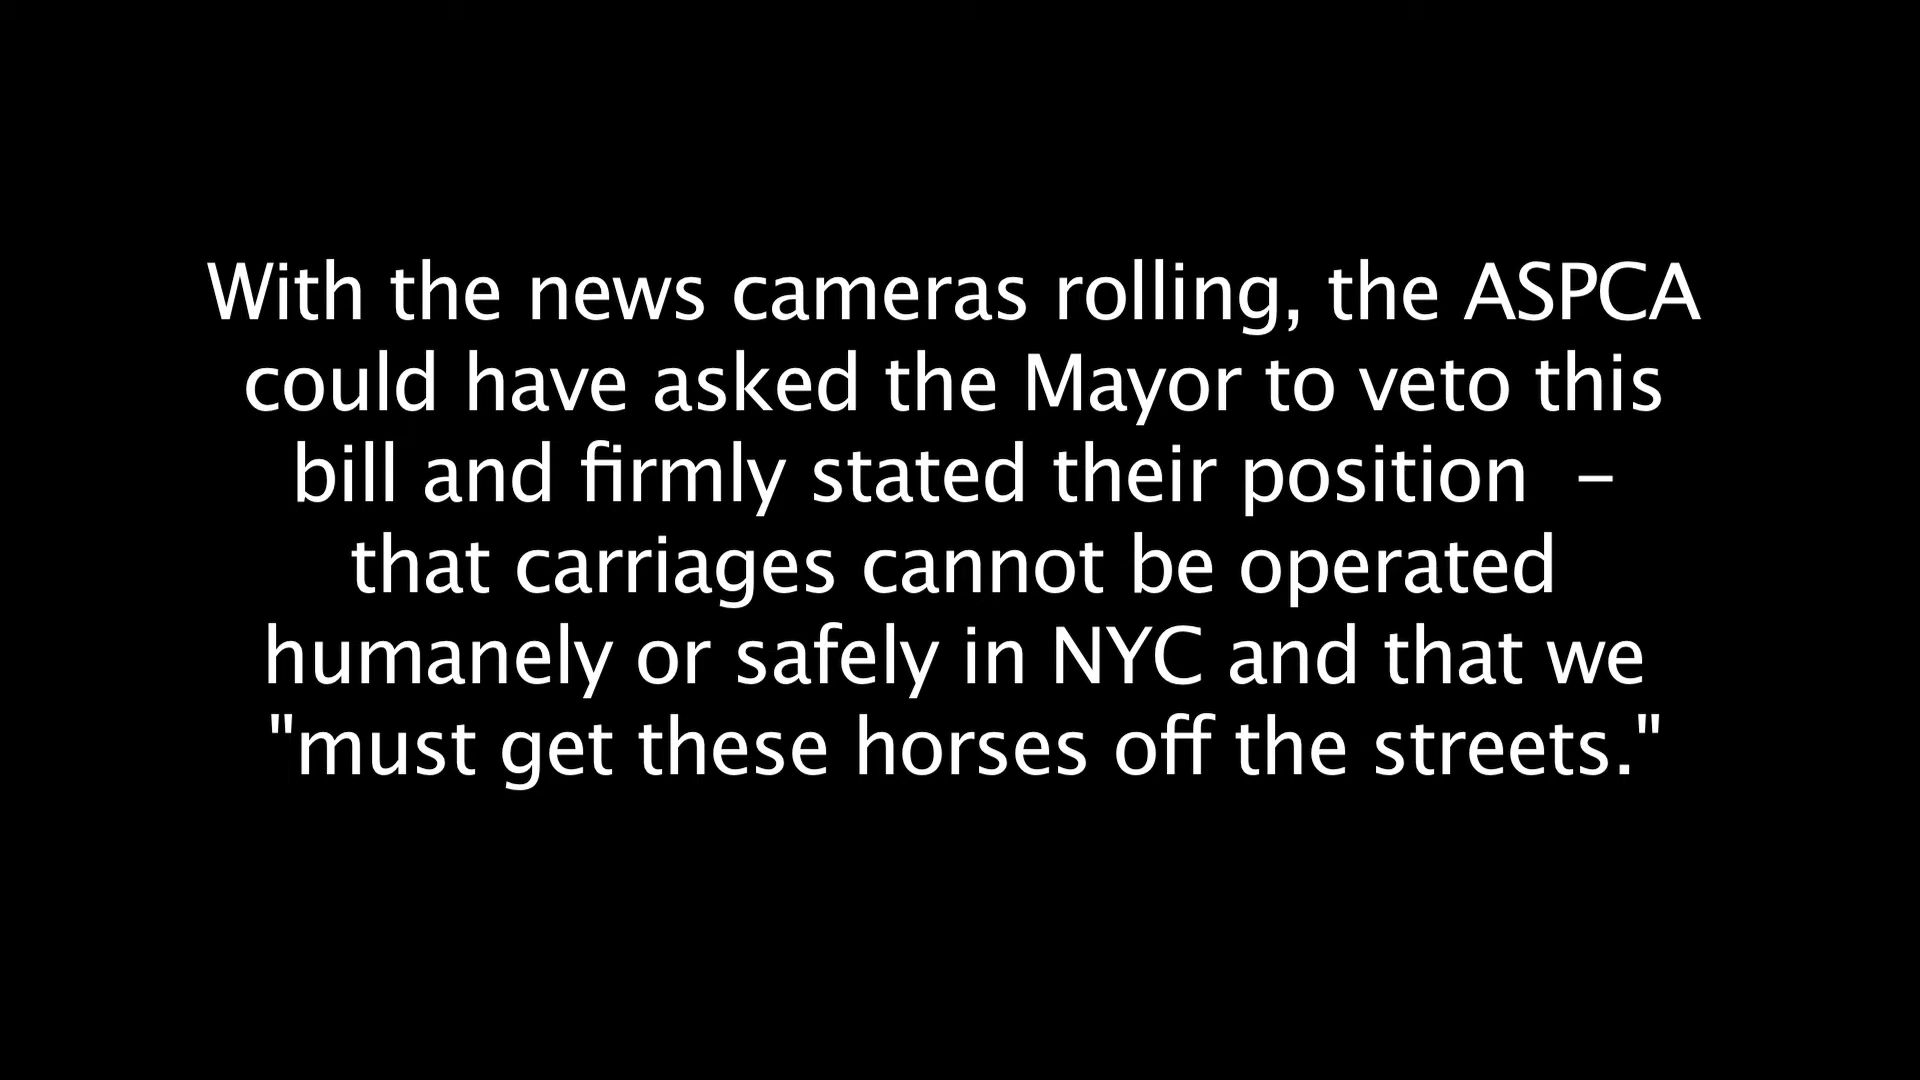 With the news cameras rolling, the ASPCA
could have asked the Mayor to veto this
bill and firmly stated their position  –
that carriages cannot be operated
humanely or safely in NYC and that we
"must get these horses off the streets."